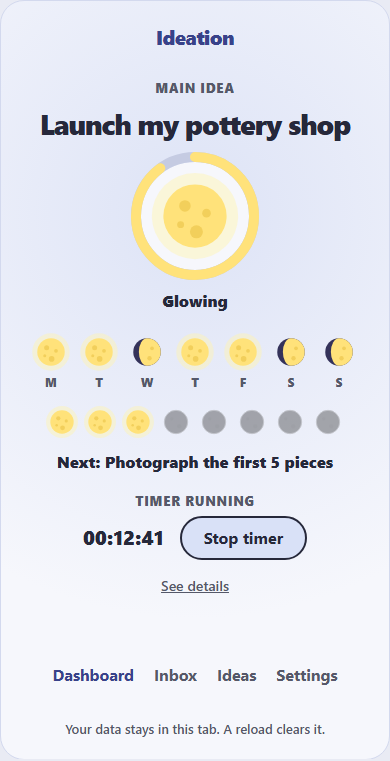 Ideation
MAIN IDEA
Launch my pottery shop
Glowing
M T W T F S S
Next: Photograph the first 5 pieces
TIMER RUNNING
00:12:41 Stop timer
See details
Dashboard Inbox Ideas Settings
Your data stays in this tab. A reload clears it.